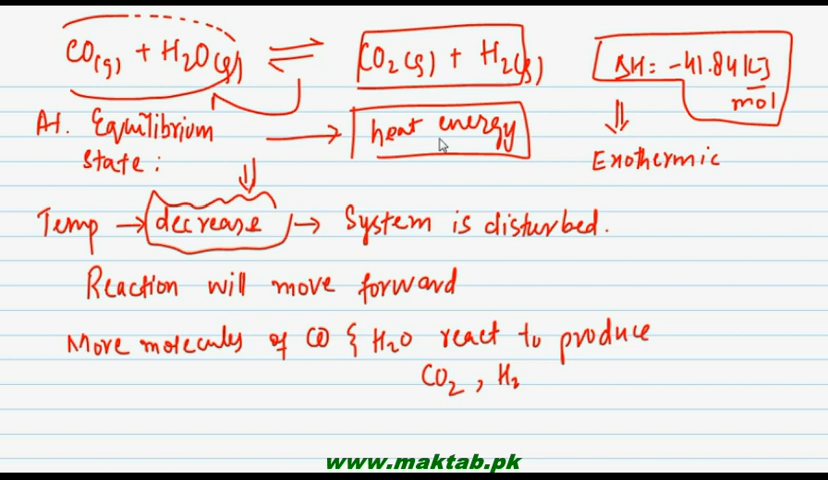 CO(g) + H2O(g) ⇌ CO2(g) + H2(g)
ΔH = -41.84 kJ
mol
At. Equilibrium → heat energy
⇓
state :
Exothermic
⇓
Temp → decrease → System is disturbed.
Reaction will move forward
More molecules of CO & H2O react to produce
CO2, H2
www.maktab.pk